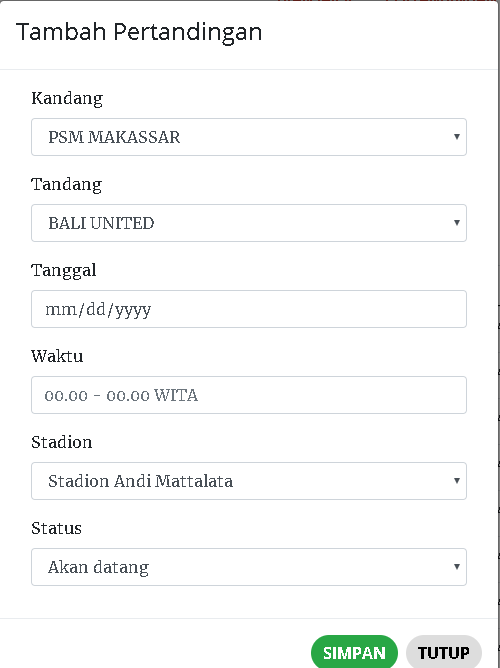 Tambah Pertandingan
Kandang
PSM MAKASSAR
Tandang
BALI UNITED
Tanggal
mm/dd/yyyy
Waktu
00.00 - 00.00 WITA
Stadion
Stadion Andi Mattalata
Status
Akan datang
SIMPAN TUTUP